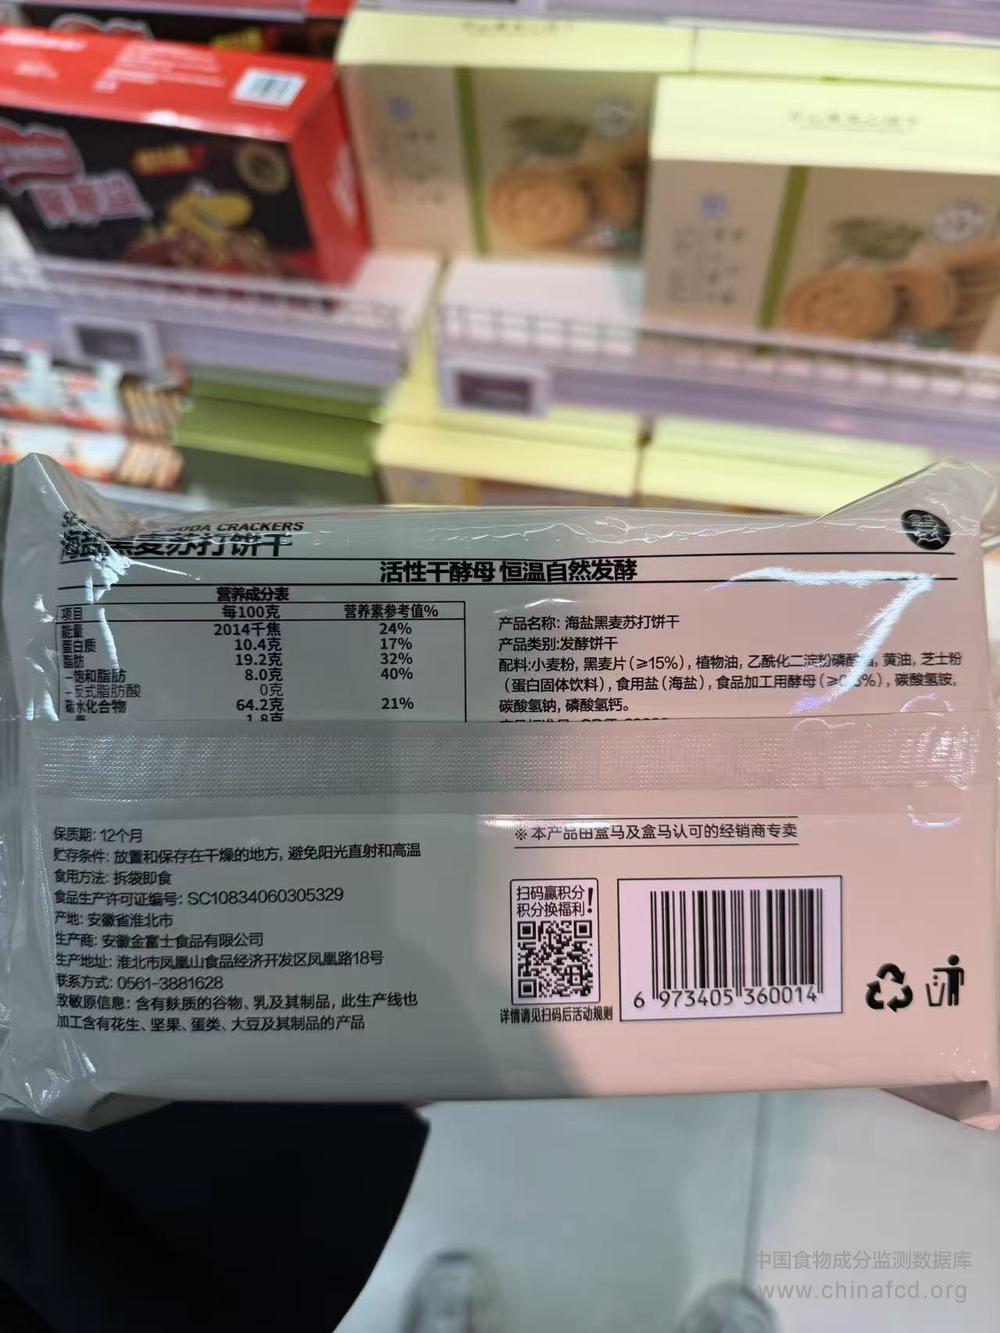 SODA CRACKERS
海盐黑麦苏打饼干
活性干酵母 恒温自然发酵
营养成分表
项目 每100克 营养素参考值%
能量 2014千焦 24%
蛋白质 10.4克 17%
脂肪 19.2克 32%
—饱和脂肪 8.0克 40%
—反式脂肪酸 0克
碳水化合物 64.2克 21%
1.8克
产品名称: 海盐黑麦苏打饼干
产品类别:发酵饼干
配料:小麦粉, 黑麦片(≥15%), 植物油, 乙酰化二淀粉磷酸, 黄油, 芝士粉
(蛋白固体饮料), 食用盐(海盐), 食品加工用酵母, 碳酸氢铵,
碳酸氢钠, 磷酸氢钙。
保质期: 12个月
贮存条件: 放置和保存在干燥的地方, 避免阳光直射和高温
食用方法: 拆袋即食
食品生产许可证编号: SC10834060305329
产地: 安徽省淮北市
生产商: 安徽金富士食品有限公司
生产地址: 淮北市凤凰山食品经济开发区凤凰路18号
联系方式: 0561-3881628
致敏原信息: 含有麸质的谷物、乳及其制品, 此生产线也
加工含有花生、坚果、蛋类、大豆及其制品的产品
※ 本产品由盒马及盒马认可的经销商专卖
扫码赢积分
积分换福利!
详情请见扫码后活动规则
6 973405 360014
中国食物成分监测数据库
www.chinafcd.org